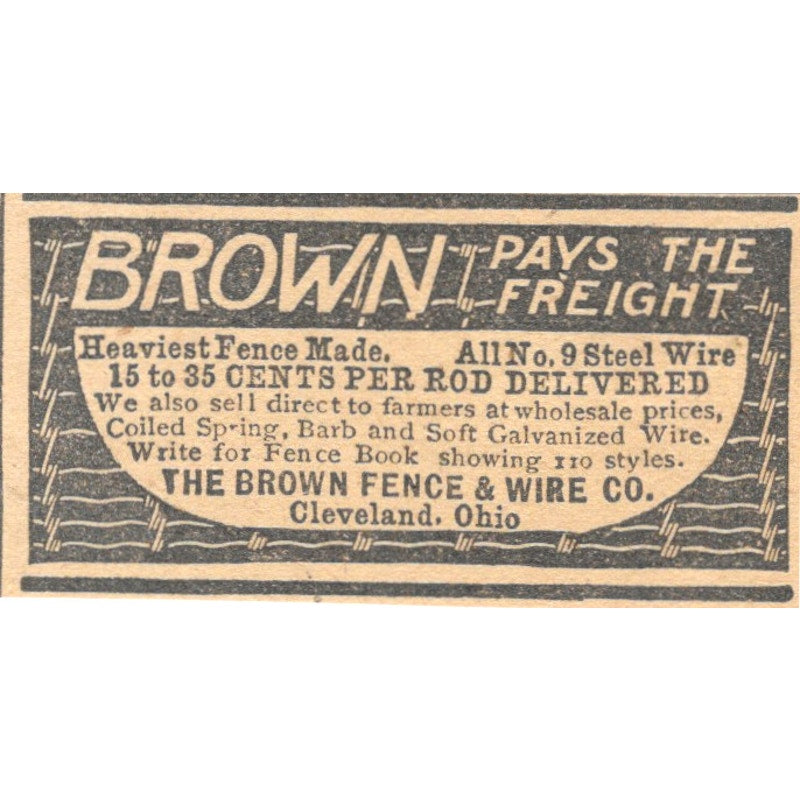 BROWN PAYS THE FREIGHT
Heaviest Fence Made. All No. 9 Steel Wire
15 to 35 CENTS PER ROD DELIVERED
We also sell direct to farmers at wholesale prices,
Coiled Spring, Barb and Soft Galvanized Wire.
Write for Fence Book showing 110 styles.
THE BROWN FENCE & WIRE CO.
Cleveland, Ohio